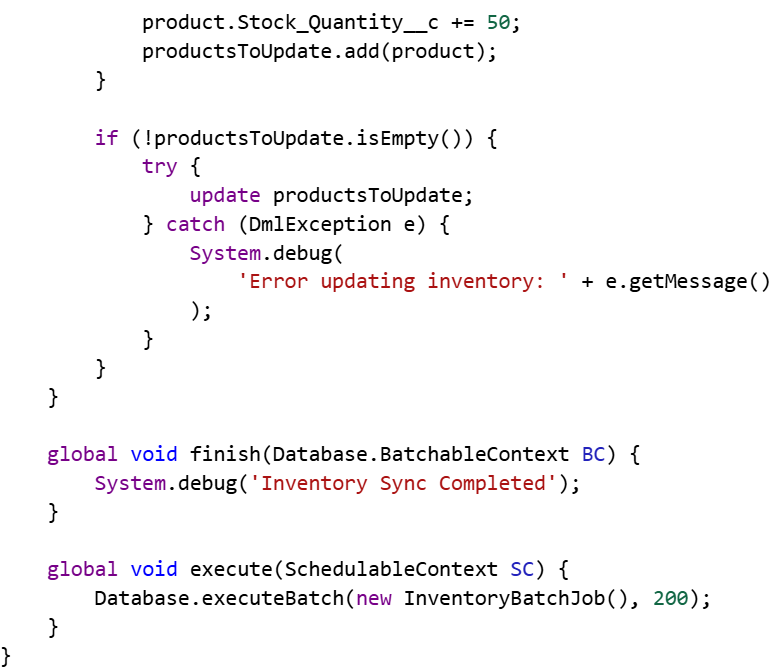 product.Stock_Quantity__c += 50;
            productsToUpdate.add(product);
        }

        if (!productsToUpdate.isEmpty()) {
            try {
                update productsToUpdate;
            } catch (DmlException e) {
                System.debug(
                    'Error updating inventory: ' + e.getMessage()
                );
            }
        }
    }

    global void finish(Database.BatchableContext BC) {
        System.debug('Inventory Sync Completed');
    }

    global void execute(SchedulableContext SC) {
        Database.executeBatch(new InventoryBatchJob(), 200);
    }
}